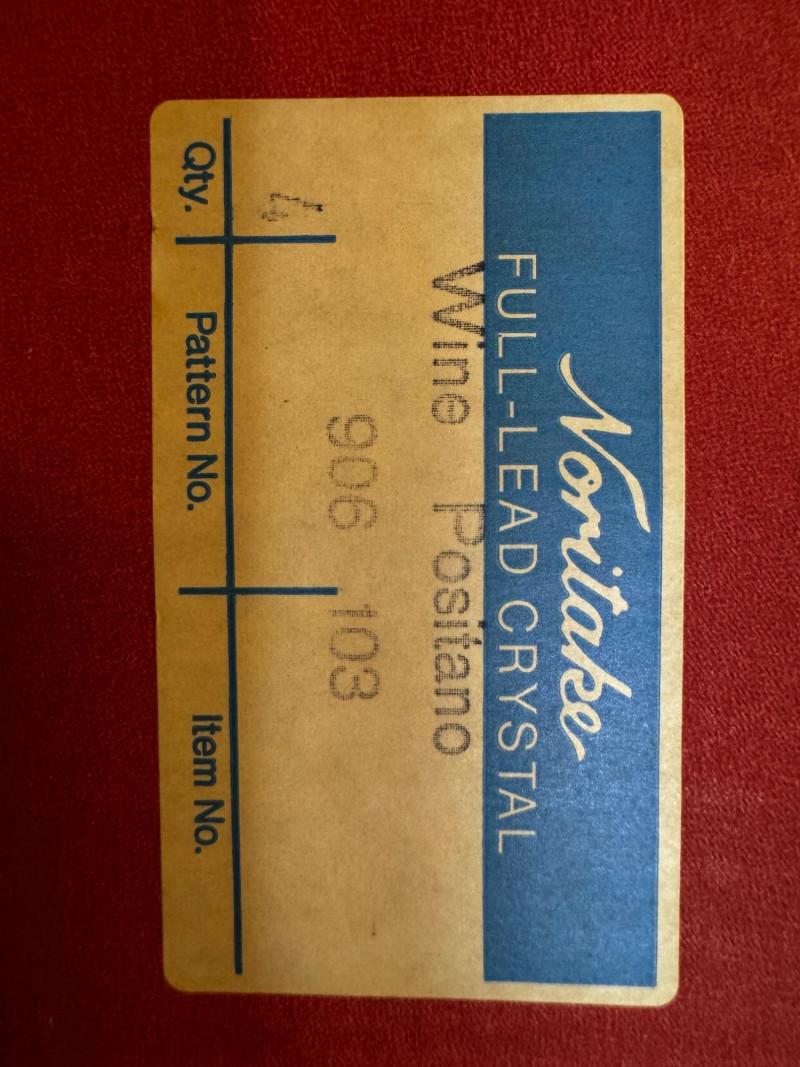 Noritake
FULL-LEAD CRYSTAL
Wine Positano
906 103
4
Qty. Pattern No. Item No.